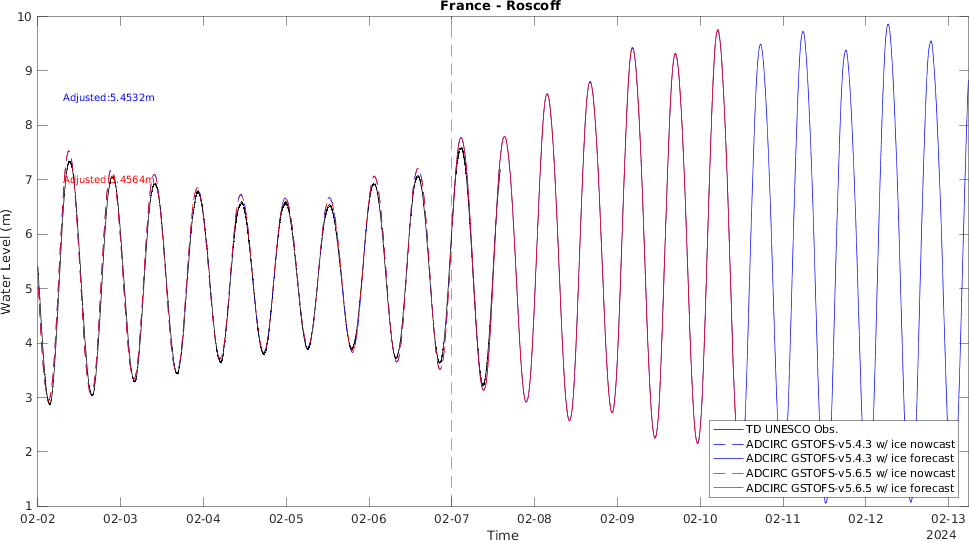 France - Roscoff
10
9
8
7
6
5
4
3
2
1
Water Level (m)
Adjusted:5.4532m
Adjusted:5.4564m
TD UNESCO Obs.
ADCIRC GSTOFS-v5.4.3 w/ ice nowcast
ADCIRC GSTOFS-v5.4.3 w/ ice forecast
ADCIRC GSTOFS-v5.6.5 w/ ice nowcast
ADCIRC GSTOFS-v5.6.5 w/ ice forecast
02-02 02-03 02-04 02-05 02-06 02-07 02-08 02-09 02-10 02-11 02-12 02-13
2024
Time